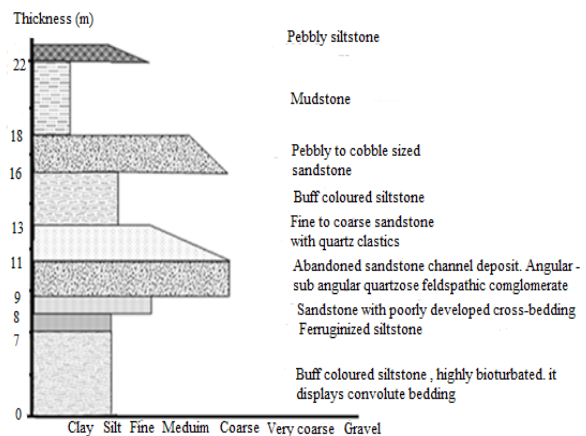 Thickness (m)
Pebbly siltstone
22
Mudstone
18
Pebbly to cobble sized
sandstone
16
Buff coloured siltstone
13
Fine to coarse sandstone
with quartz clastics
11
Abandoned sandstone channel deposit. Angular -
sub angular quartzose feldspathic comglomerate
9
Sandstone with poorly developed cross-bedding
8
Ferruginized siltstone
7
Buff coloured siltstone , highly bioturbated. it
displays convolute bedding
0
Clay Silt Fine Meduim Coarse Very coarse Gravel